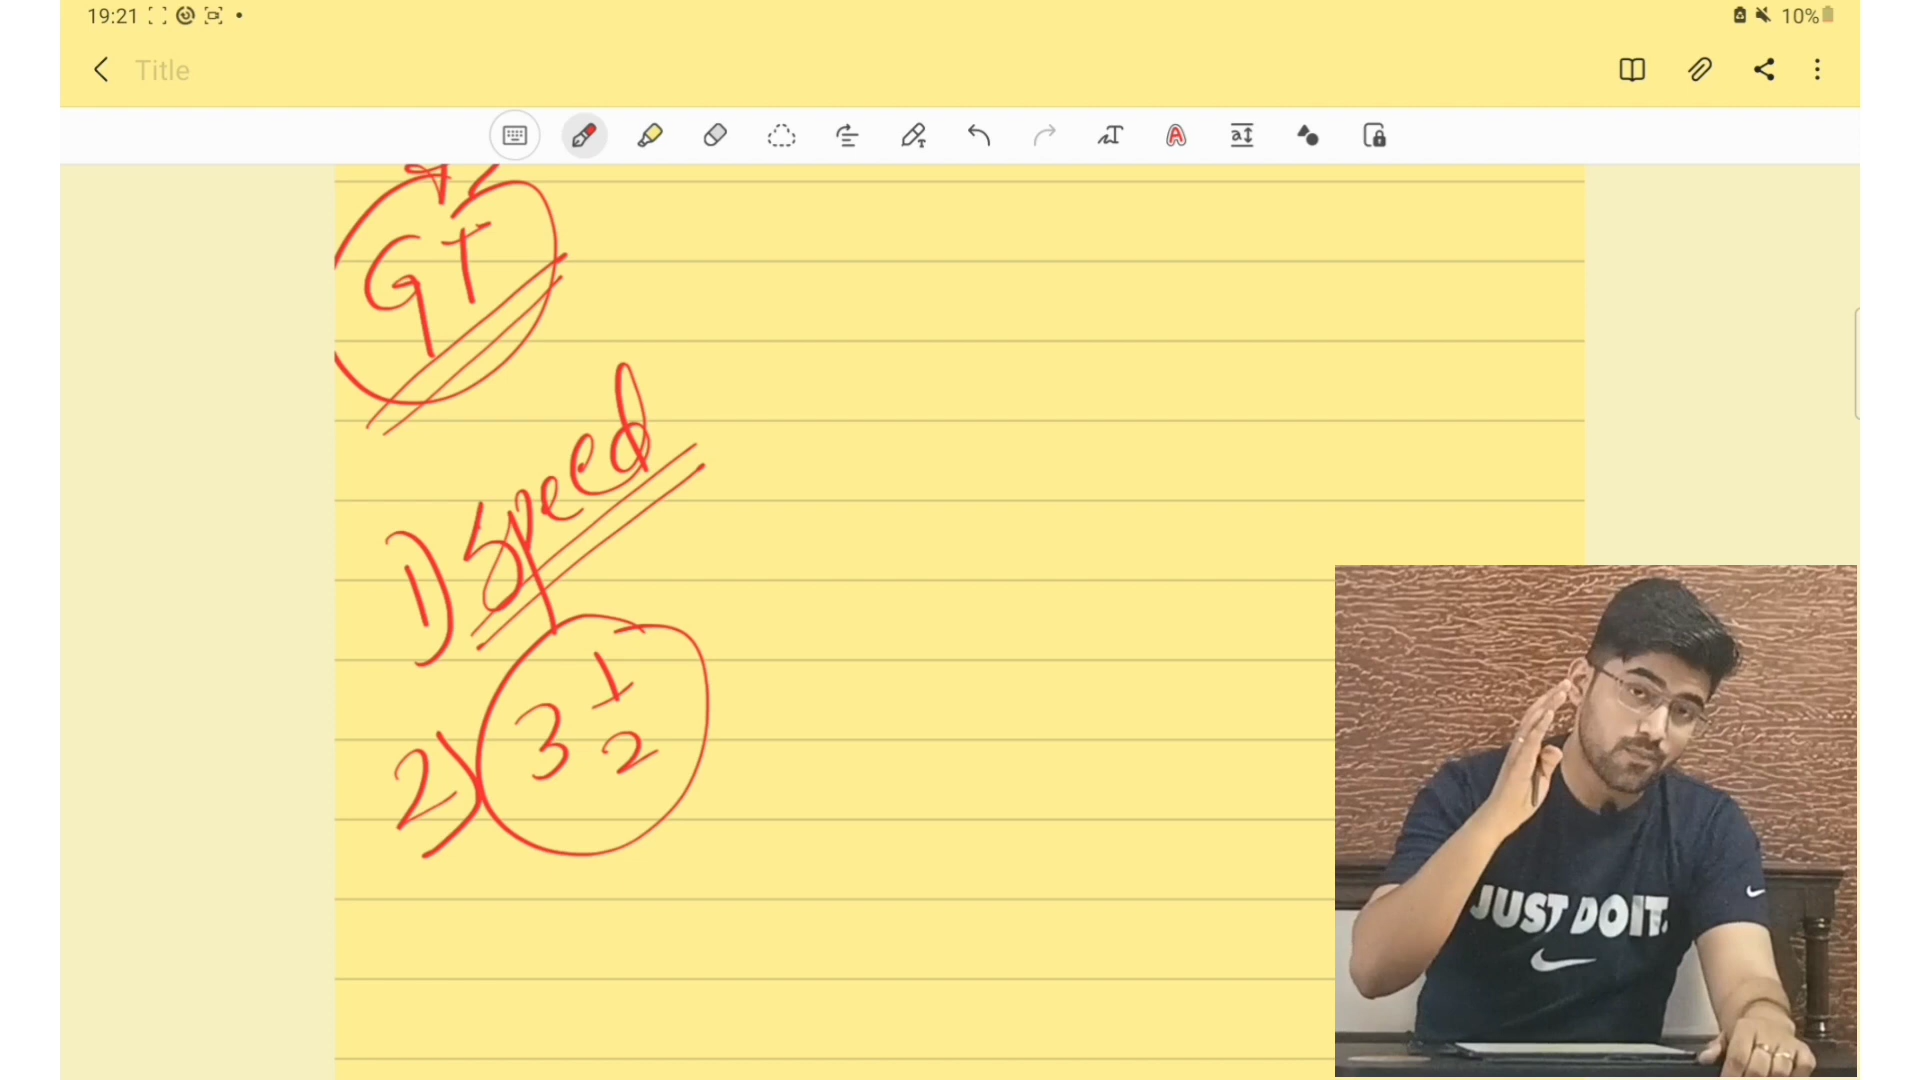 19:21
10%
Title
GT
1) Speed
2) 3 1/2
JUST DO IT.